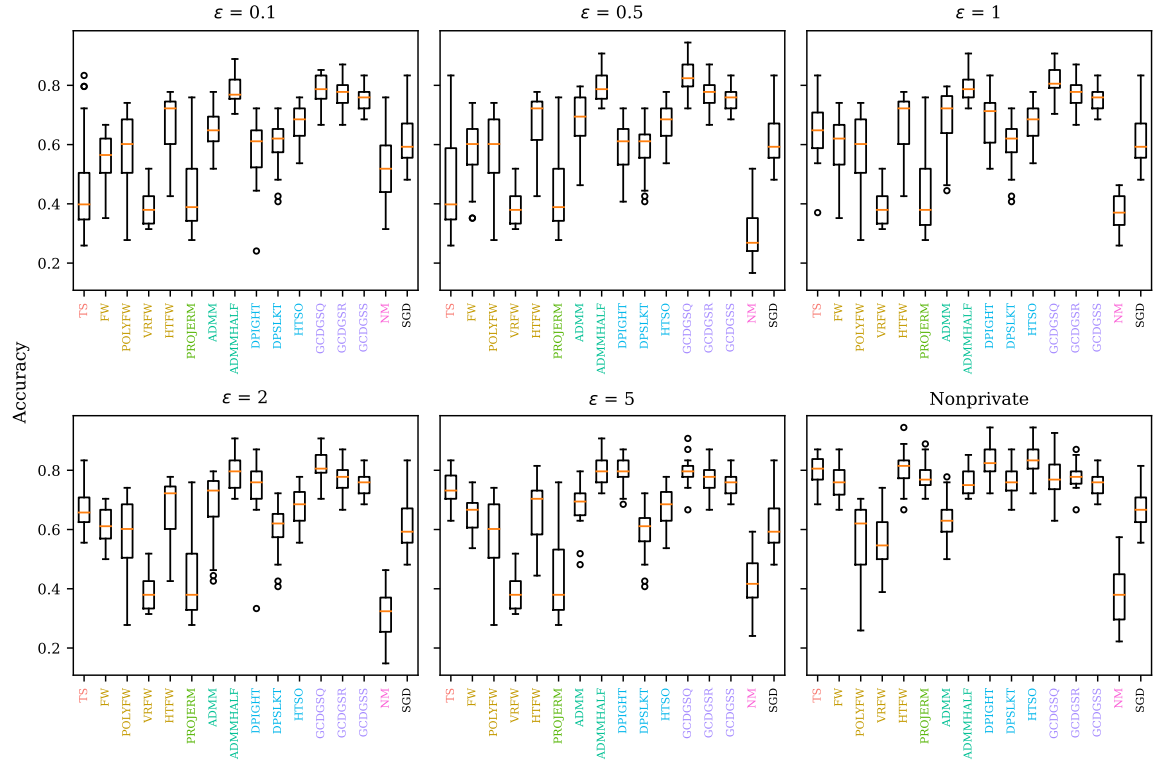 ε = 0.1
ε = 0.5
ε = 1
0.8
0.6
0.4
0.2
TS
FW
POLYFW
VRFW
HTFW
PROJERM
ADMM
ADMMHALF
DPIGHT
DPSLKT
HTSO
GCDGSQ
GCDGSR
GCDGSS
NM
SGD
TS
FW
POLYFW
VRFW
HTFW
PROJERM
ADMM
ADMMHALF
DPIGHT
DPSLKT
HTSO
GCDGSQ
GCDGSR
GCDGSS
NM
SGD
TS
FW
POLYFW
VRFW
HTFW
PROJERM
ADMM
ADMMHALF
DPIGHT
DPSLKT
HTSO
GCDGSQ
GCDGSR
GCDGSS
NM
SGD
Accuracy
ε = 2
ε = 5
Nonprivate
0.8
0.6
0.4
0.2
TS
FW
POLYFW
VRFW
HTFW
PROJERM
ADMM
ADMMHALF
DPIGHT
DPSLKT
HTSO
GCDGSQ
GCDGSR
GCDGSS
NM
SGD
TS
FW
POLYFW
VRFW
HTFW
PROJERM
ADMM
ADMMHALF
DPIGHT
DPSLKT
HTSO
GCDGSQ
GCDGSR
GCDGSS
NM
SGD
TS
FW
POLYFW
VRFW
HTFW
PROJERM
ADMM
ADMMHALF
DPIGHT
DPSLKT
HTSO
GCDGSQ
GCDGSR
GCDGSS
NM
SGD